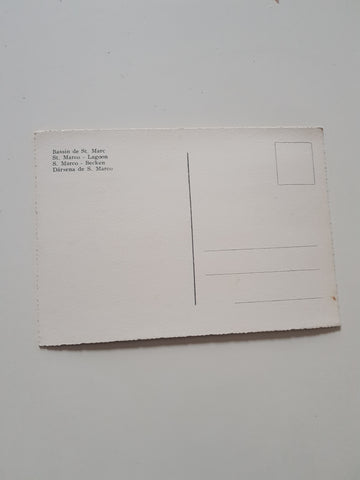 Bassin de St. Marc
St. Marco - Lagoon
S. Marco - Becken
Dársena de S. Marco